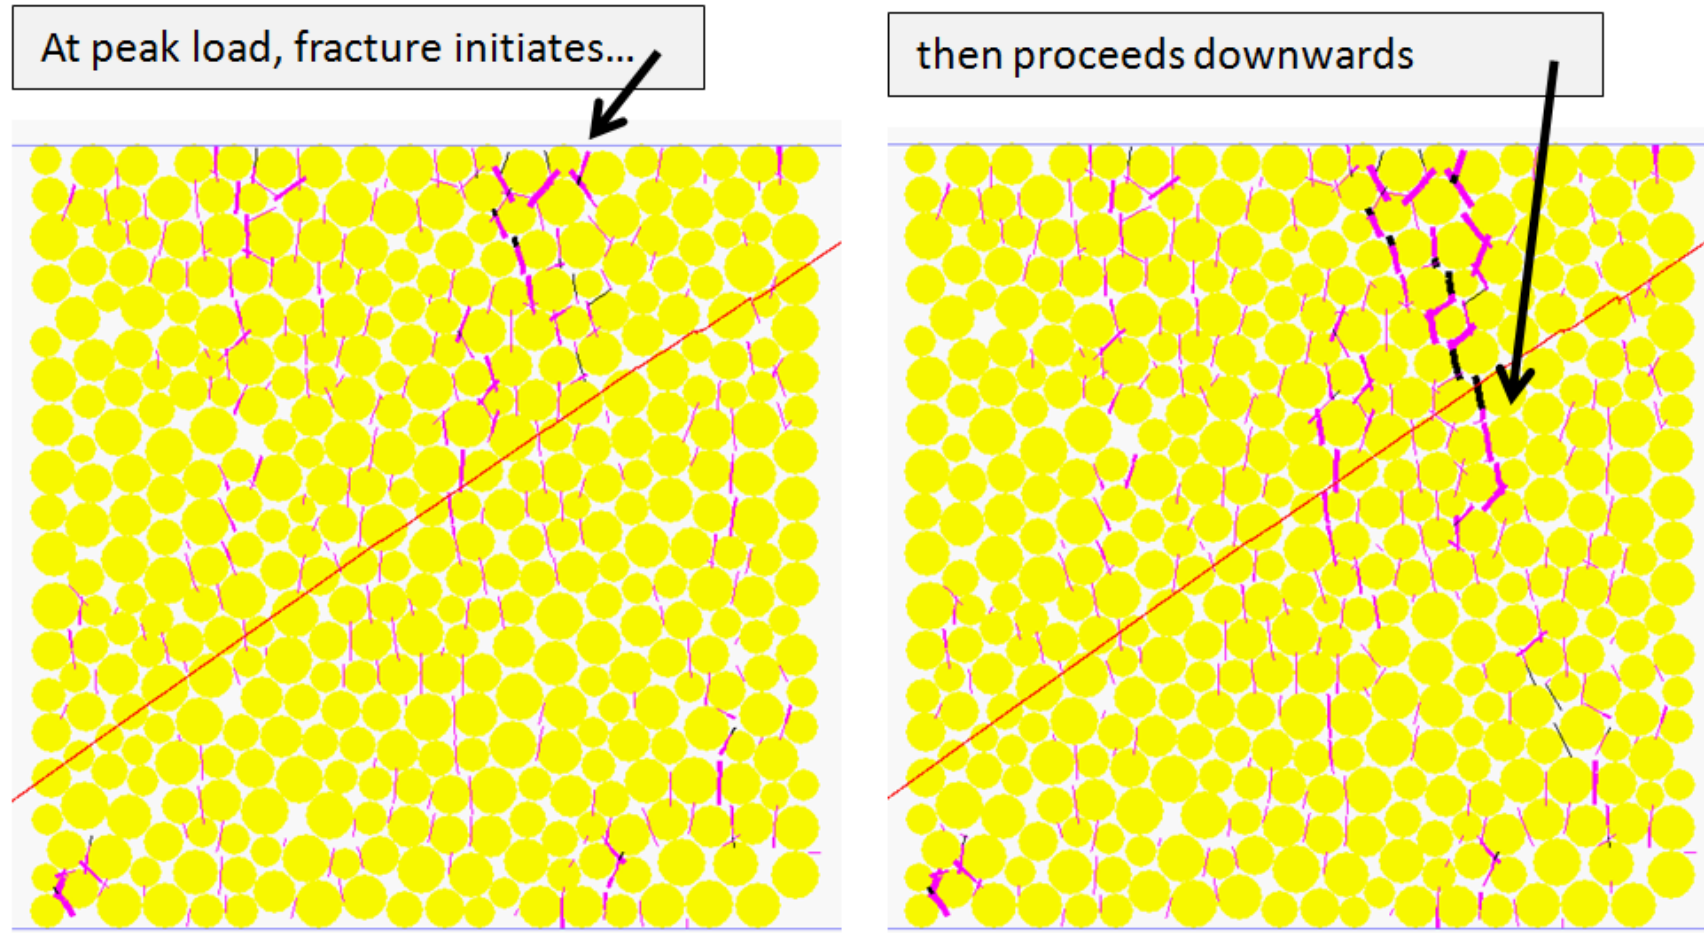 At peak load, fracture initiates...
then proceeds downwards